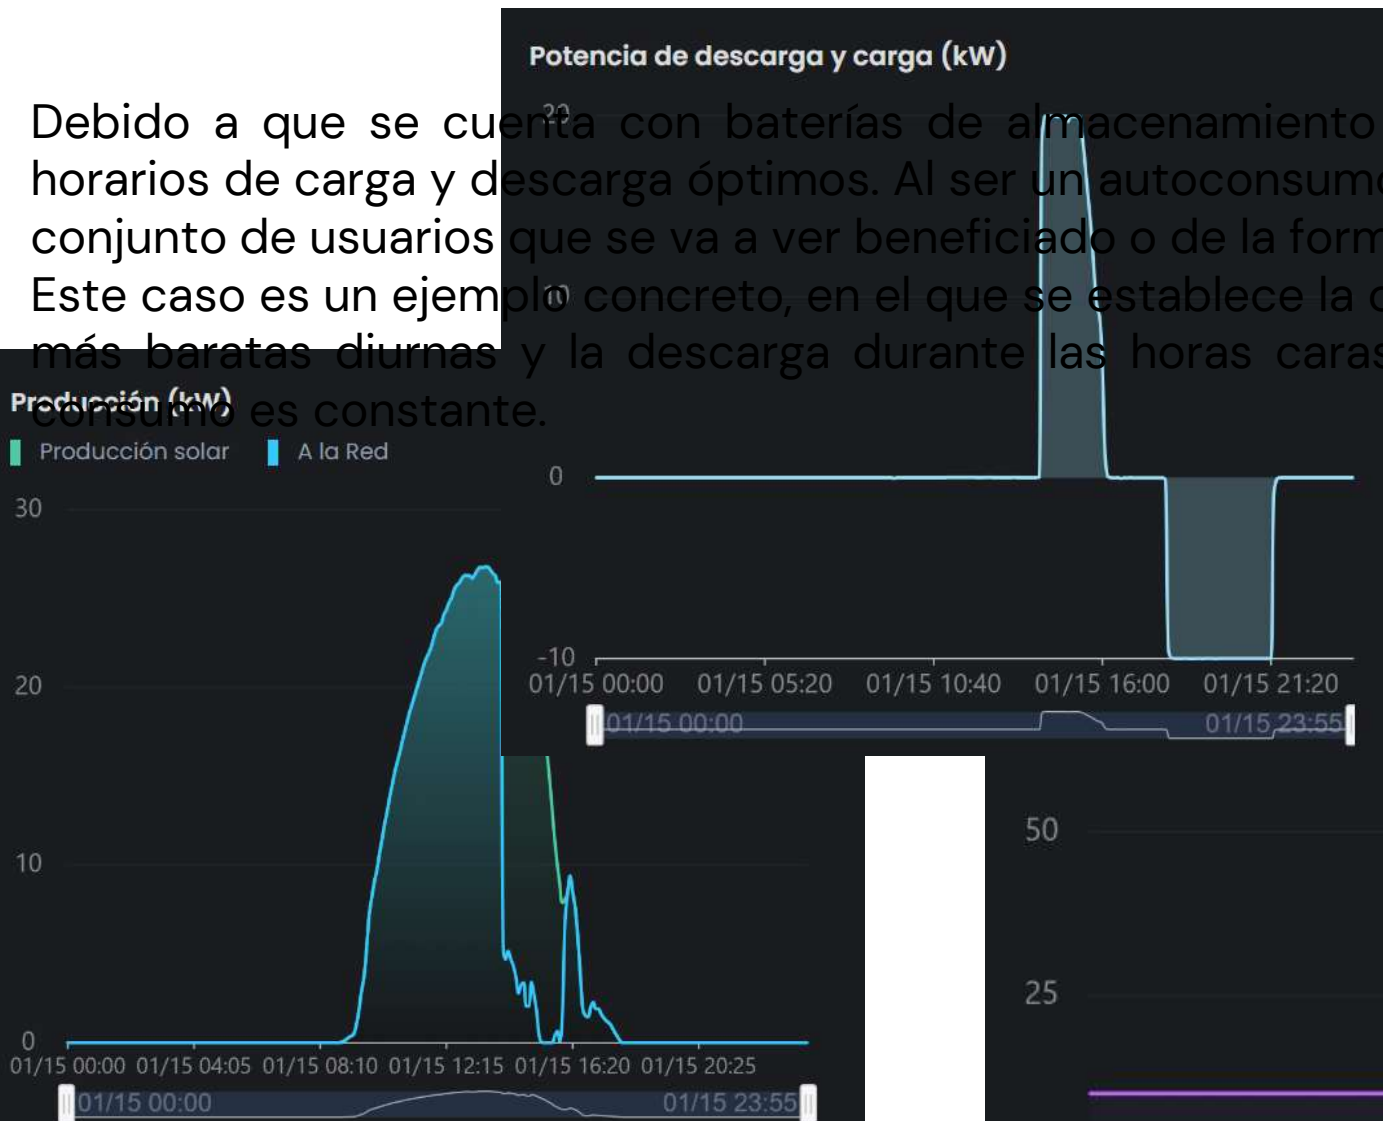 Potencia de descarga y carga (kW)
20
Debido a que se cuenta con baterías de almacenamiento
horarios de carga y descarga óptimos. Al ser un autoconsumo
conjunto de usuarios que se va a ver beneficiado o de la form
Este caso es un ejemplo concreto, en el que se establece la c
10
más baratas diurnas y la descarga durante las horas caras
consumo es constante.
Producción (kW)
Producción solar A la Red
0
-10
01/15 00:00 01/15 05:20 01/15 10:40 01/15 16:00 01/15 21:20
01/15 00:00 01/15 23:55
30
20
10
0
01/15 00:00 01/15 04:05 01/15 08:10 01/15 12:15 01/15 16:20 01/15 20:25
01/15 00:00 01/15 23:55
50
25